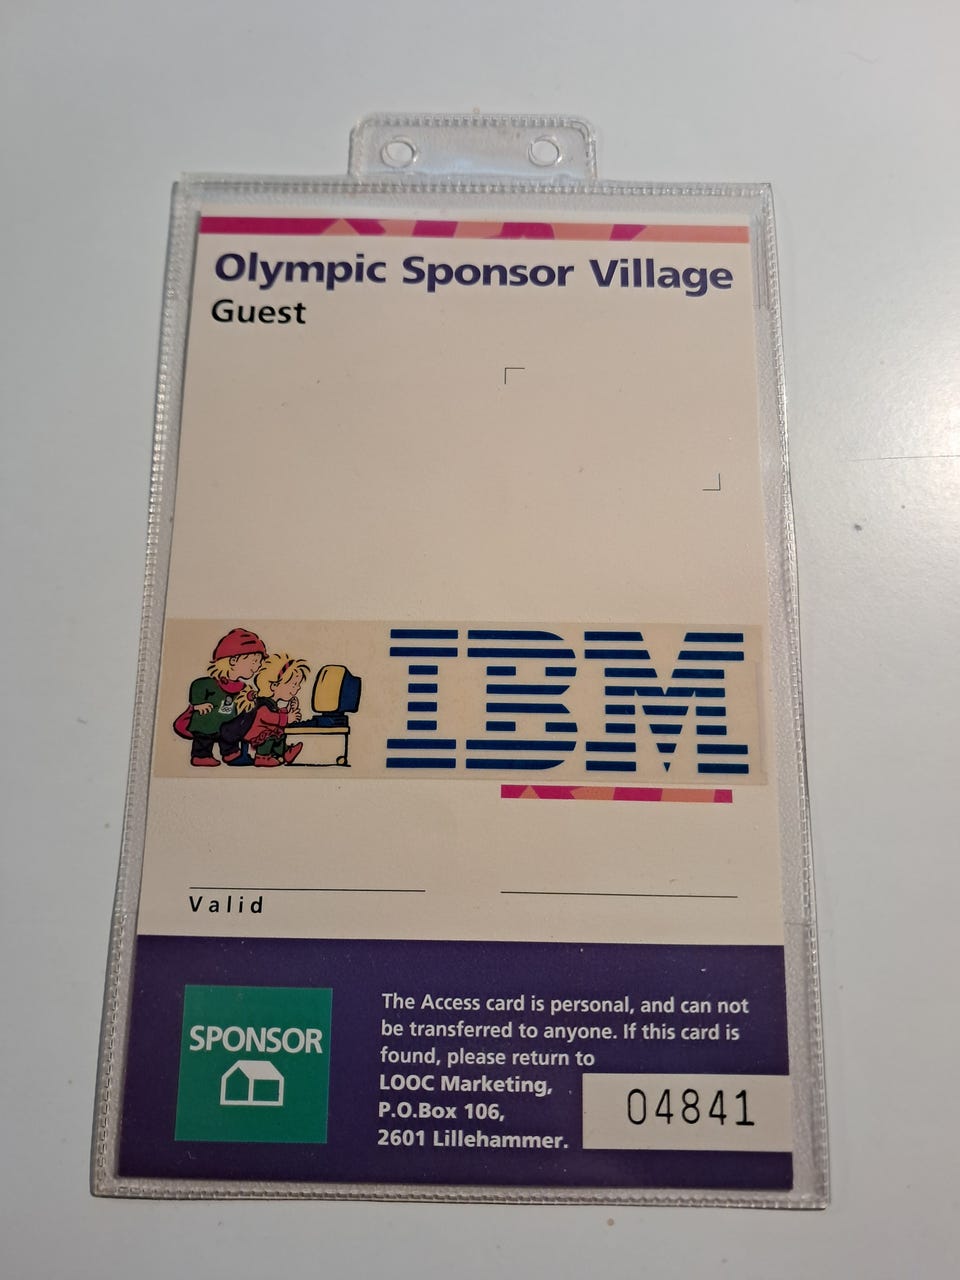 Olympic Sponsor Village
Guest
IBM
Valid
SPONSOR
The Access card is personal, and can not
be transferred to anyone. If this card is
found, please return to
LOOC Marketing,
P.O.Box 106,
2601 Lillehammer.
04841